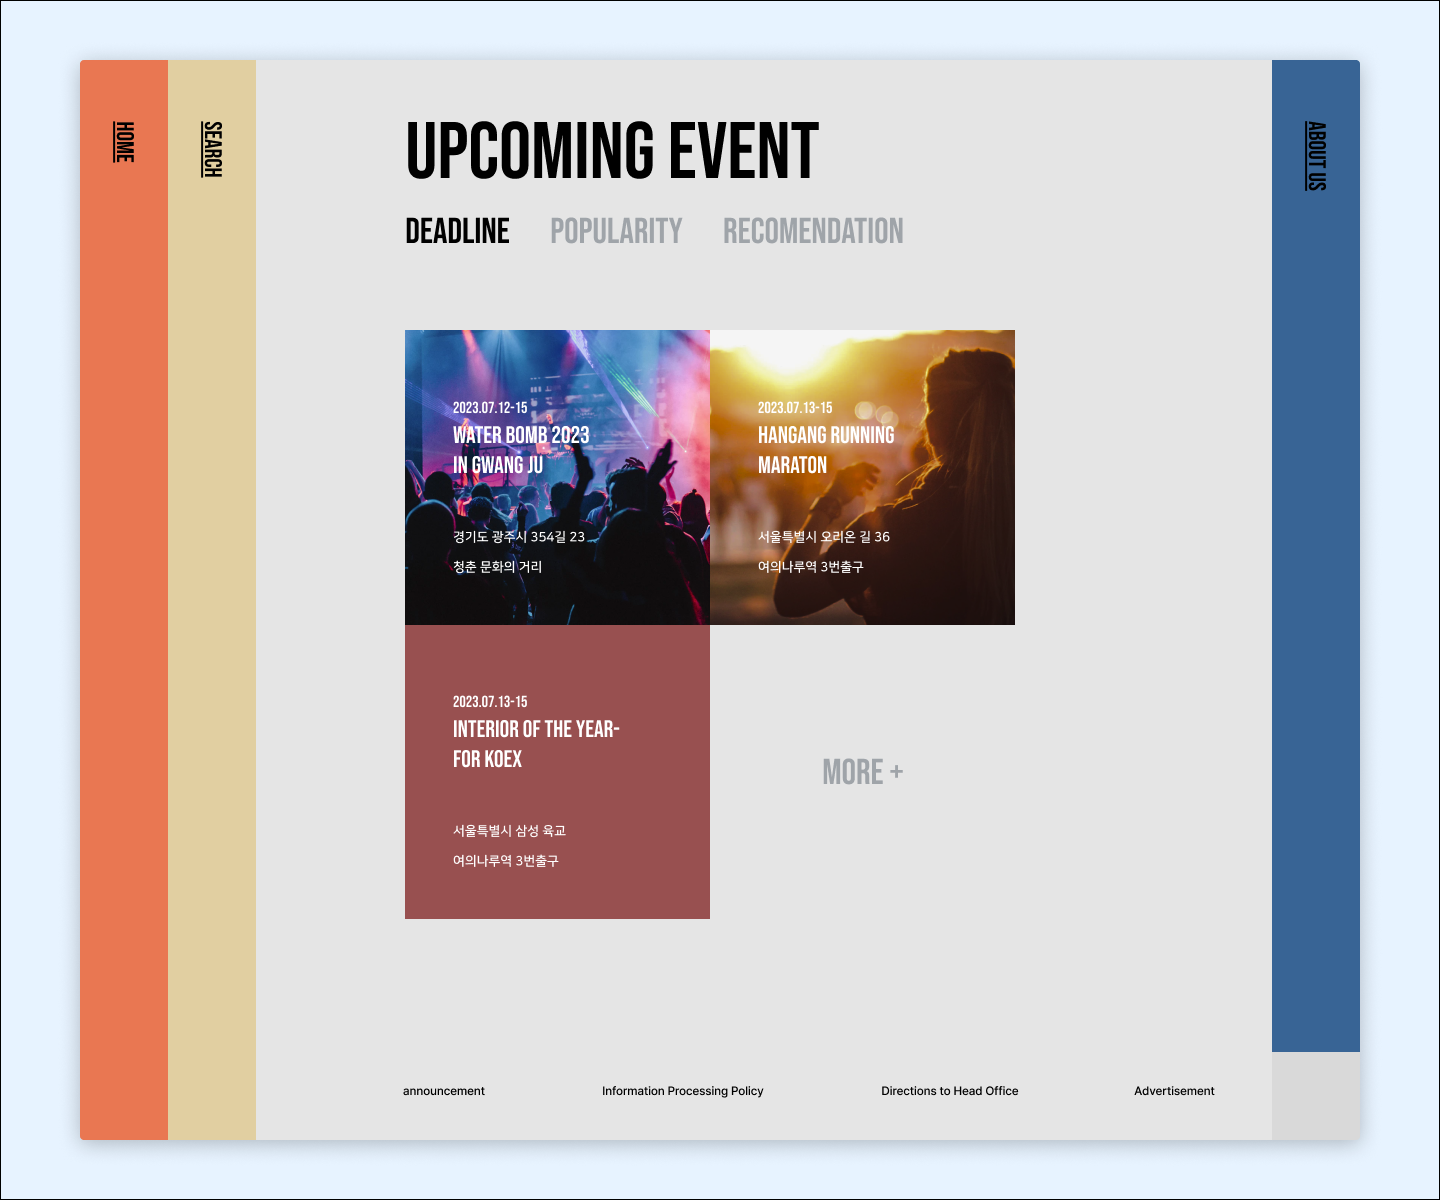 HOME
SEARCH
ABOUT US
UPCOMING EVENT
DEADLINE POPULARITY RECOMENDATION
2023.07.12-15
WATER BOMB 2023
IN GWANG JU
경기도 광주시 354길 23
청춘 문화의 거리
2023.07.13-15
HANGANG RUNNING
MARATON
서울특별시 오리온 길 36
여의나루역 3번출구
2023.07.13-15
INTERIOR OF THE YEAR-
FOR KOEX
서울특별시 삼성 육교
여의나루역 3번출구
MORE +
announcement Information Processing Policy Directions to Head Office Advertisement